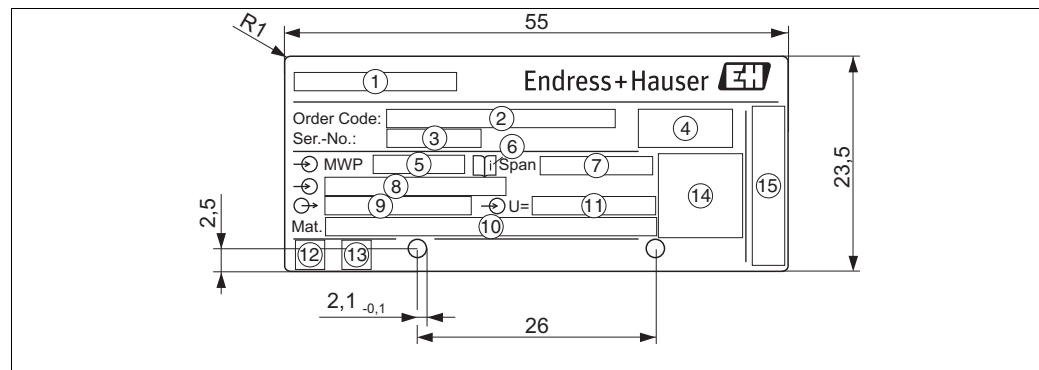 55
R1
① Endress+Hauser EH
Order Code: ② ④
Ser.-No.: ③
MWP ⑤ i ⑥ Span ⑦
⑧
⑨ U= ⑪ ⑭ ⑮
Mat. ⑩
⑫ ⑬
23,5
2,5
2,1 -0,1
26